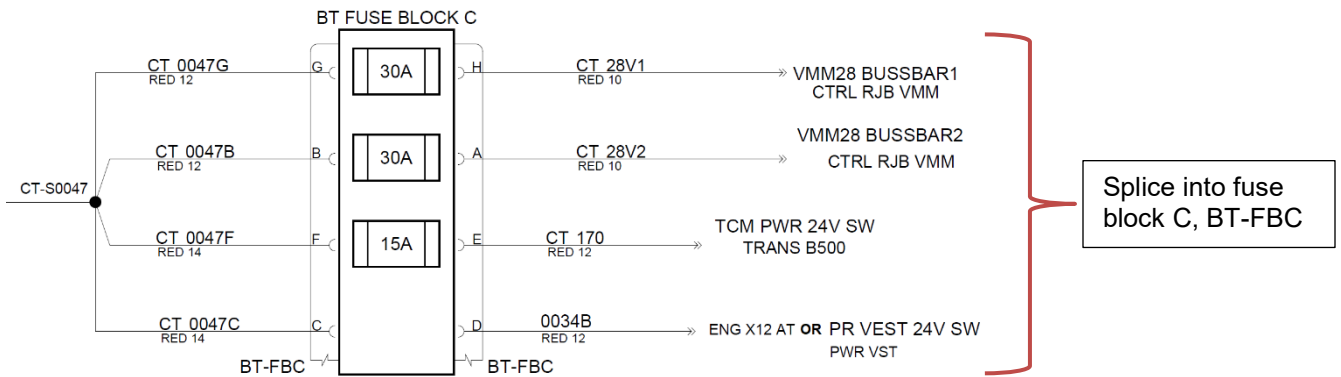 BT FUSE BLOCK C
CT 0047G
RED 12
G
30A
H
CT 28V1
RED 10
VMM28 BUSSBAR1
CTRL RJB VMM
CT 0047B
RED 12
B
30A
A
CT 28V2
RED 10
VMM28 BUSSBAR2
CTRL RJB VMM
CT-S0047
CT 0047F
RED 14
F
15A
E
CT 170
RED 12
TCM PWR 24V SW
TRANS B500
CT 0047C
RED 14
C
D
0034B
RED 12
ENG X12 AT OR PR VEST 24V SW
PWR VST
BT-FBC
BT-FBC
Splice into fuse
block C, BT-FBC